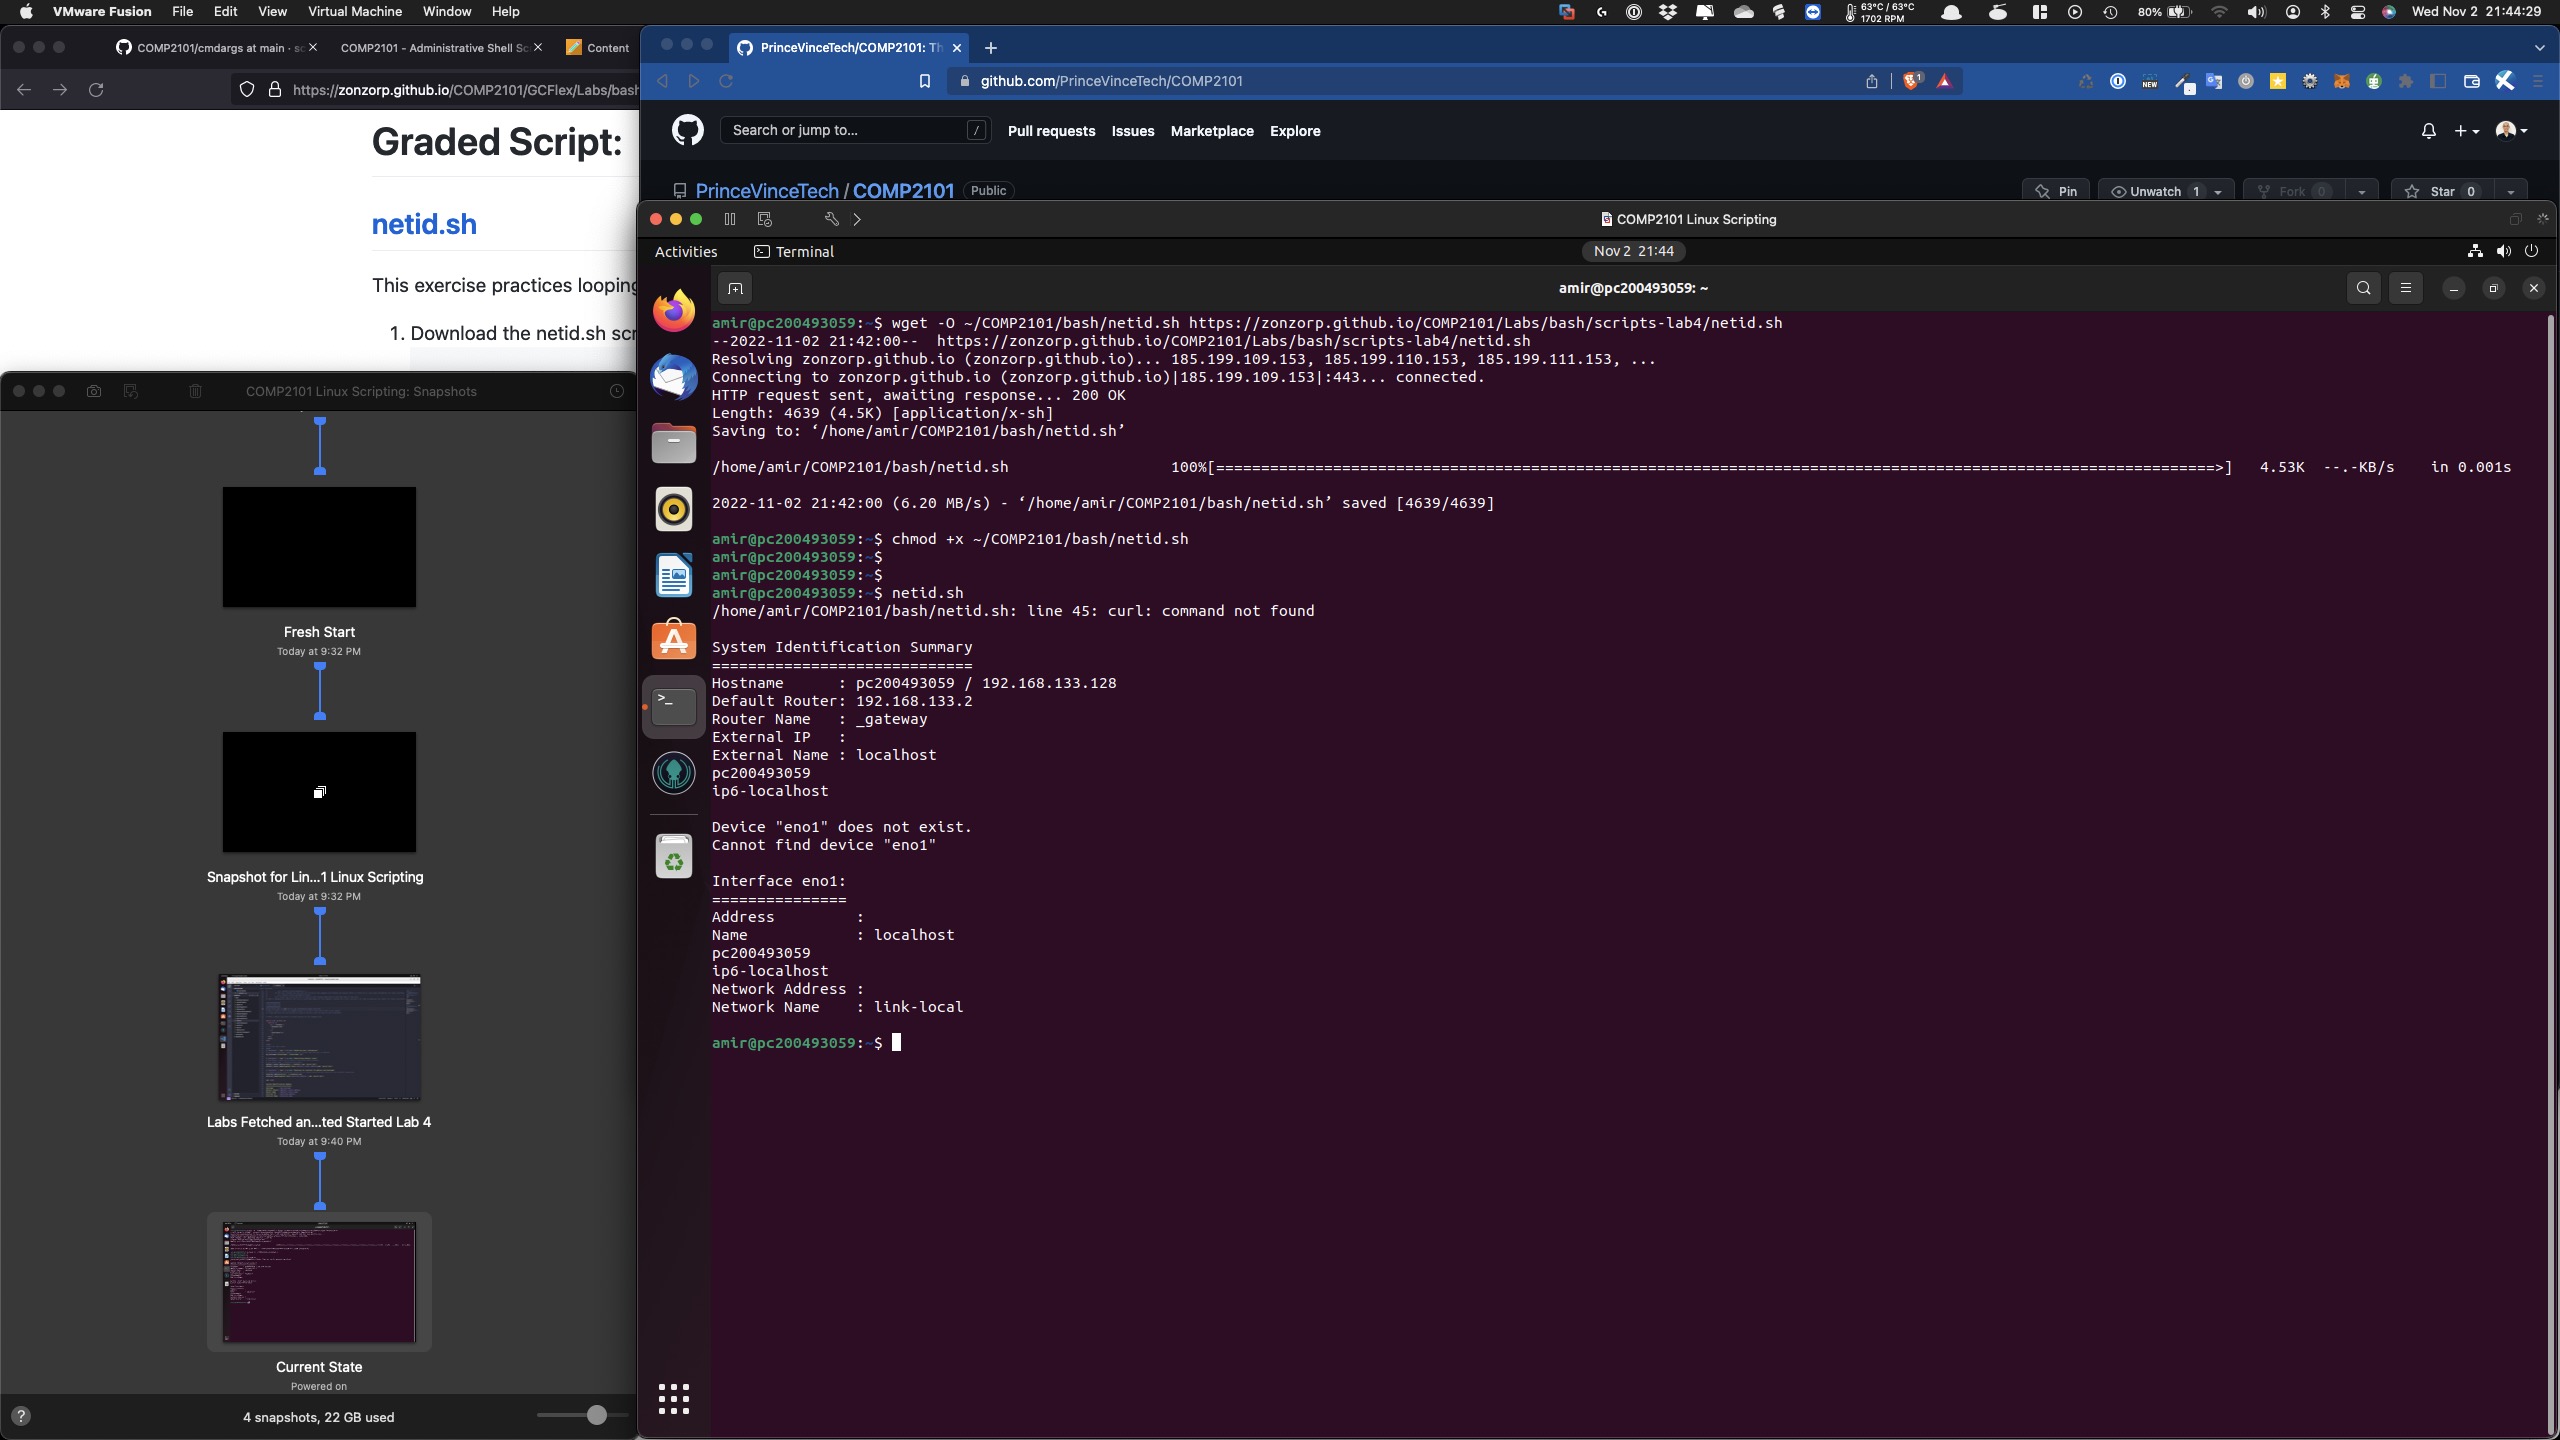 VMware Fusion File Edit View Virtual Machine Window Help
63°C / 63°C
1702 RPM
80%
Wed Nov 2 21:44:29
COMP2101/cmdargs at main · sc
COMP2101 - Administrative Shell Sc
Content
https://zonzorp.github.io/COMP2101/GCFlex/Labs/bash
Graded Script:
netid.sh
This exercise practices looping
1. Download the netid.sh scr
PrinceVinceTech/COMP2101: Th
github.com/PrinceVinceTech/COMP2101
1
NEW
Search or jump to... /
Pull requests Issues Marketplace Explore
PrinceVinceTech / COMP2101 Public
Pin
Unwatch 1
Fork 0
Star 0
COMP2101 Linux Scripting: Snapshots
Fresh Start
Today at 9:32 PM
Snapshot for Lin...1 Linux Scripting
Today at 9:32 PM
Labs Fetched an...ted Started Lab 4
Today at 9:40 PM
Current State
Powered on
?
4 snapshots, 22 GB used
COMP2101 Linux Scripting
Activities Terminal
Nov 2 21:44
amir@pc200493059: ~
amir@pc200493059:~$ wget -O ~/COMP2101/bash/netid.sh https://zonzorp.github.io/COMP2101/Labs/bash/scripts-lab4/netid.sh
--2022-11-02 21:42:00-- https://zonzorp.github.io/COMP2101/Labs/bash/scripts-lab4/netid.sh
Resolving zonzorp.github.io (zonzorp.github.io)... 185.199.109.153, 185.199.110.153, 185.199.111.153, ...
Connecting to zonzorp.github.io (zonzorp.github.io)|185.199.109.153|:443... connected.
HTTP request sent, awaiting response... 200 OK
Length: 4639 (4.5K) [application/x-sh]
Saving to: ‘/home/amir/COMP2101/bash/netid.sh’
/home/amir/COMP2101/bash/netid.sh 100%[===============================================================================================================>] 4.53K --.-KB/s in 0.001s
2022-11-02 21:42:00 (6.20 MB/s) - ‘/home/amir/COMP2101/bash/netid.sh’ saved [4639/4639]
amir@pc200493059:~$ chmod +x ~/COMP2101/bash/netid.sh
amir@pc200493059:~$
amir@pc200493059:~$
amir@pc200493059:~$ netid.sh
/home/amir/COMP2101/bash/netid.sh: line 45: curl: command not found
System Identification Summary
=============================
Hostname : pc200493059 / 192.168.133.128
Default Router: 192.168.133.2
Router Name : _gateway
External IP :
External Name : localhost
pc200493059
ip6-localhost
Device "eno1" does not exist.
Cannot find device "eno1"
Interface eno1:
===============
Address :
Name : localhost
pc200493059
ip6-localhost
Network Address :
Network Name : link-local
amir@pc200493059:~$